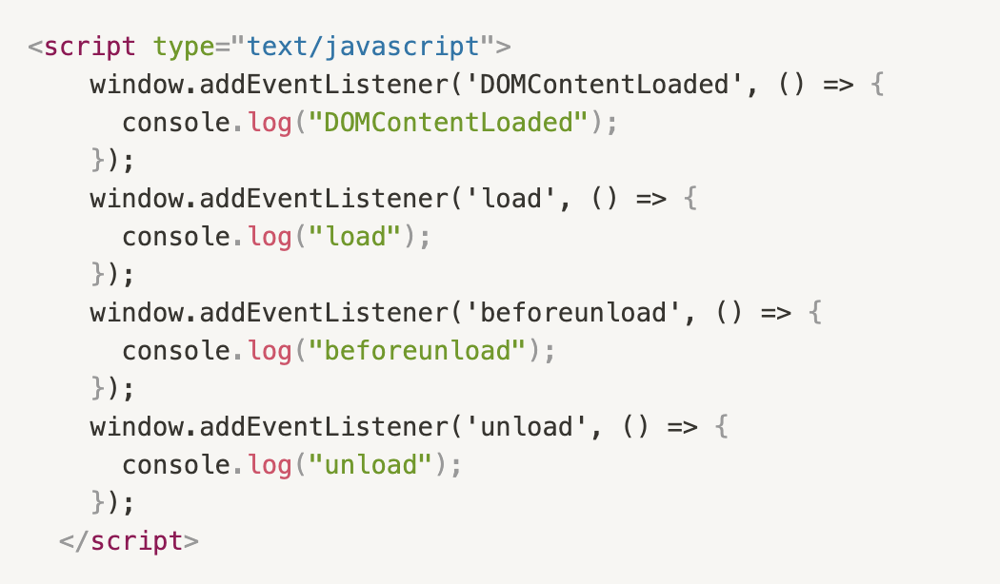 <script type="text/javascript">
    window.addEventListener('DOMContentLoaded', () => {
      console.log("DOMContentLoaded");
    });
    window.addEventListener('load', () => {
      console.log("load");
    });
    window.addEventListener('beforeunload', () => {
      console.log("beforeunload");
    });
    window.addEventListener('unload', () => {
      console.log("unload");
    });
  </script>